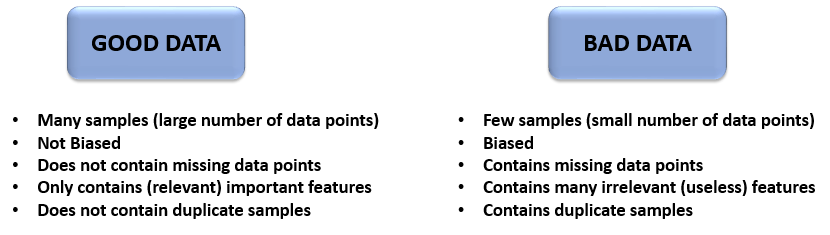 GOOD DATA
• Many samples (large number of data points)
• Not Biased
• Does not contain missing data points
• Only contains (relevant) important features
• Does not contain duplicate samples
BAD DATA
• Few samples (small number of data points)
• Biased
• Contains missing data points
• Contains many irrelevant (useless) features
• Contains duplicate samples